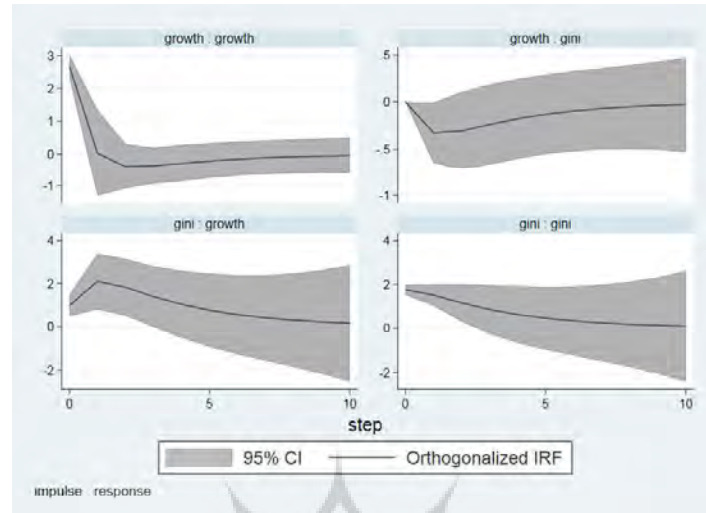 growth : growth
growth : gini
3
2
1
0
-1
5
0
-.5
-1
gini : growth
gini : gini
4
2
0
-2
4
2
0
-2
0
5
10
0
5
10
step
95% CI
Orthogonalized IRF
impulse : response